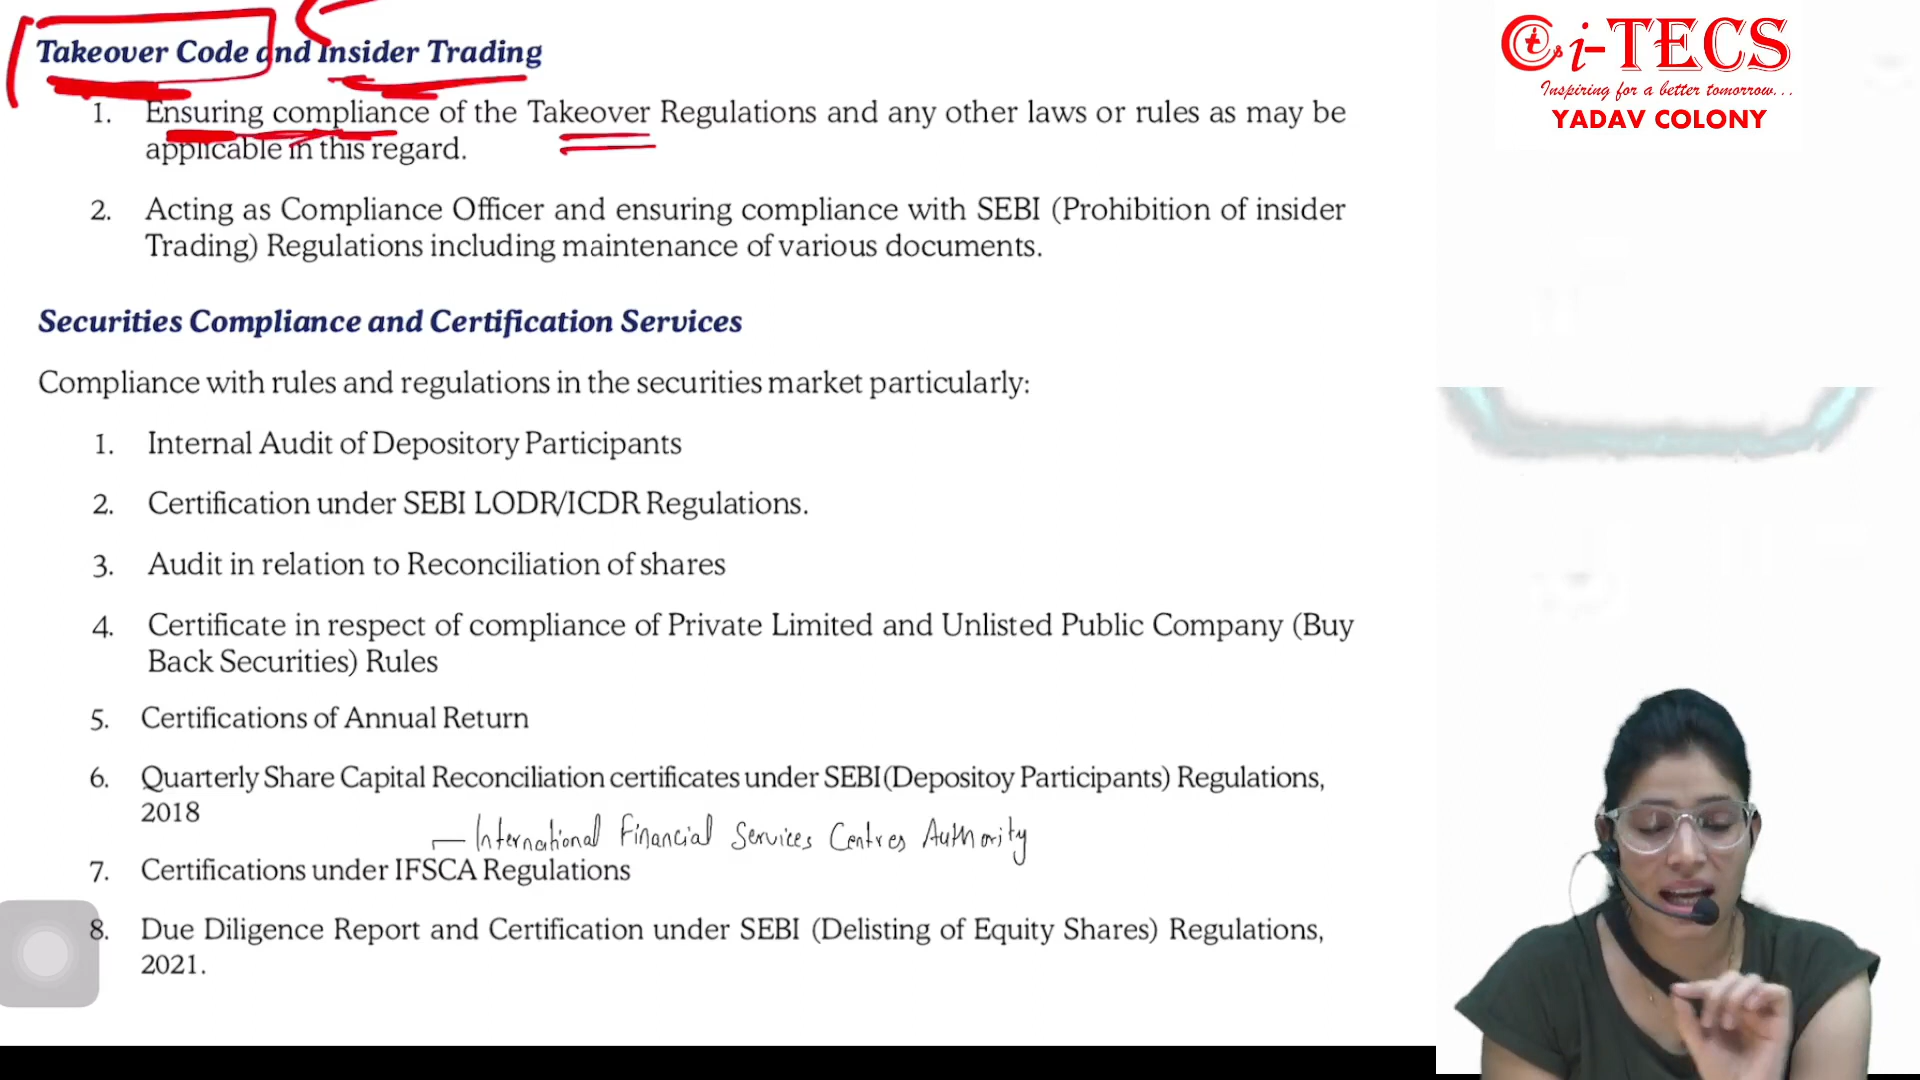 Takeover Code and Insider Trading
1. Ensuring compliance of the Takeover Regulations and any other laws or rules as may be
applicable in this regard.
2. Acting as Compliance Officer and ensuring compliance with SEBI (Prohibition of insider
Trading) Regulations including maintenance of various documents.
Securities Compliance and Certification Services
Compliance with rules and regulations in the securities market particularly:
1. Internal Audit of Depository Participants
2. Certification under SEBI LODR/ICDR Regulations.
3. Audit in relation to Reconciliation of shares
4. Certificate in respect of compliance of Private Limited and Unlisted Public Company (Buy
Back Securities) Rules
5. Certifications of Annual Return
6. Quarterly Share Capital Reconciliation certificates under SEBI(Depositoy Participants) Regulations,
2018
International Financial Services Centres Authority
7. Certifications under IFSCA Regulations
8. Due Diligence Report and Certification under SEBI (Delisting of Equity Shares) Regulations,
2021.
i-TECS
Inspiring for a better tomorrow...
YADAV COLONY